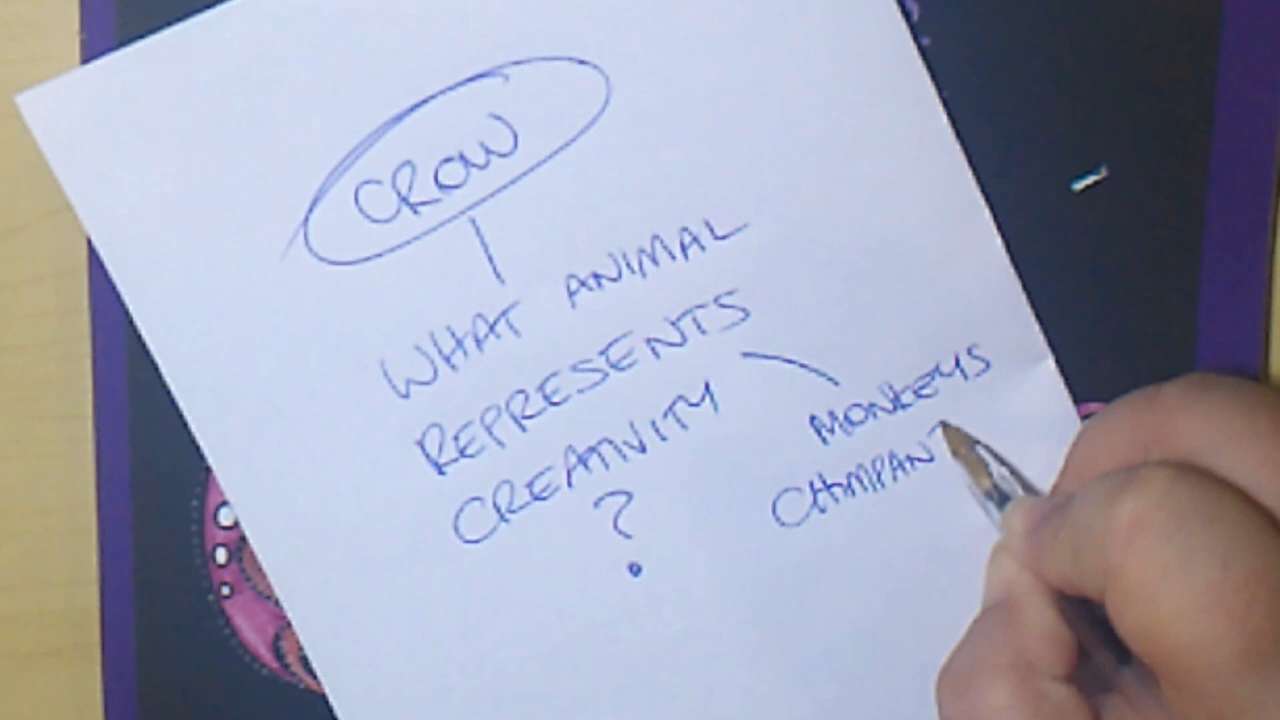 CROW
WHAT ANIMAL
REPRESENTS
CREATIVITY
?
MONKEYS
CHIMPAN